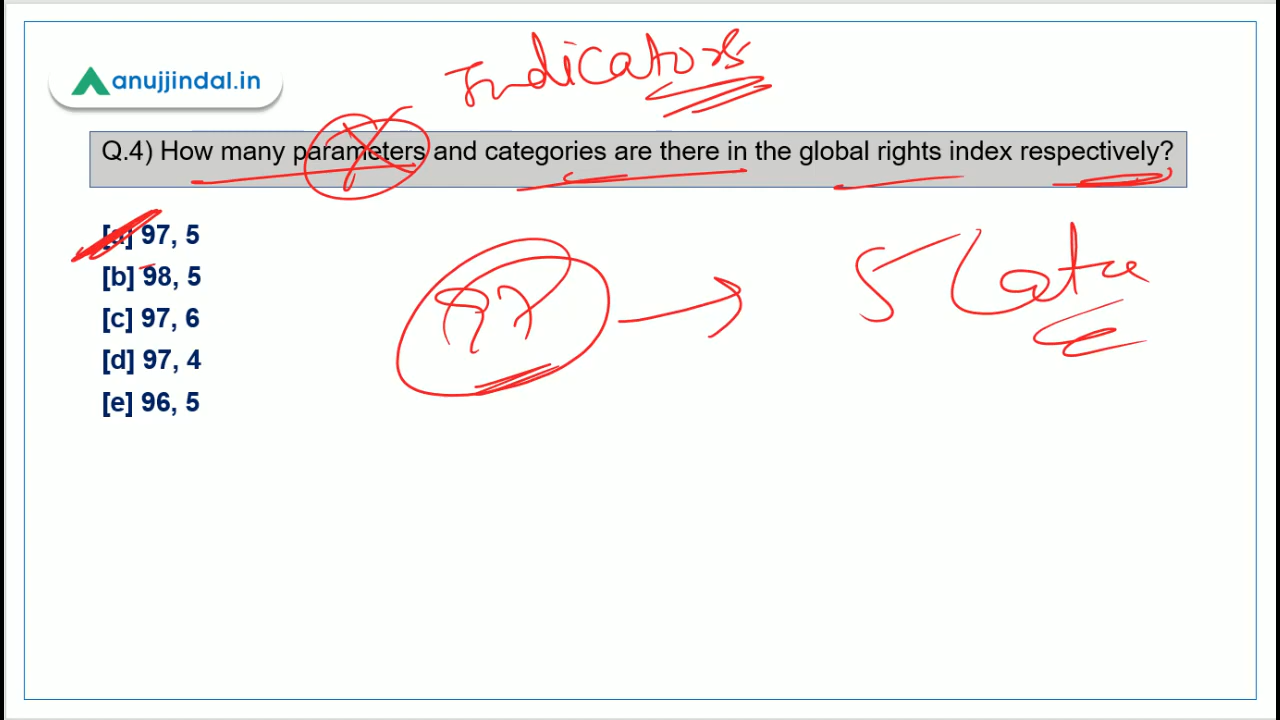 Indicators
anujjindal.in
Q.4) How many parameters and categories are there in the global rights index respectively?
[a] 97, 5
[b] 98, 5
[c] 97, 6
[d] 97, 4
[e] 96, 5
97
5 Cate